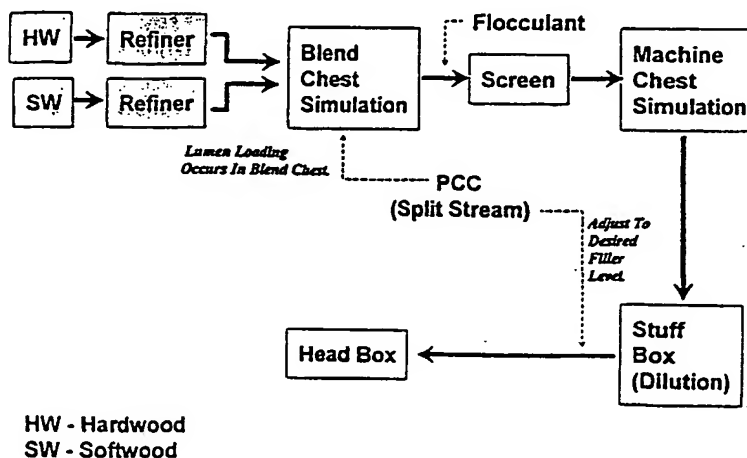 HW
Refiner
SW
Refiner
Blend
Chest
Simulation
Flocculant
Screen
Machine
Chest
Simulation
Lumen Loading
Occurs In Blend Chest.
PCC
(Split Stream)
Adjust To
Desired
Filler
Level.
Head Box
Stuff
Box
(Dilution)
HW - Hardwood
SW - Softwood